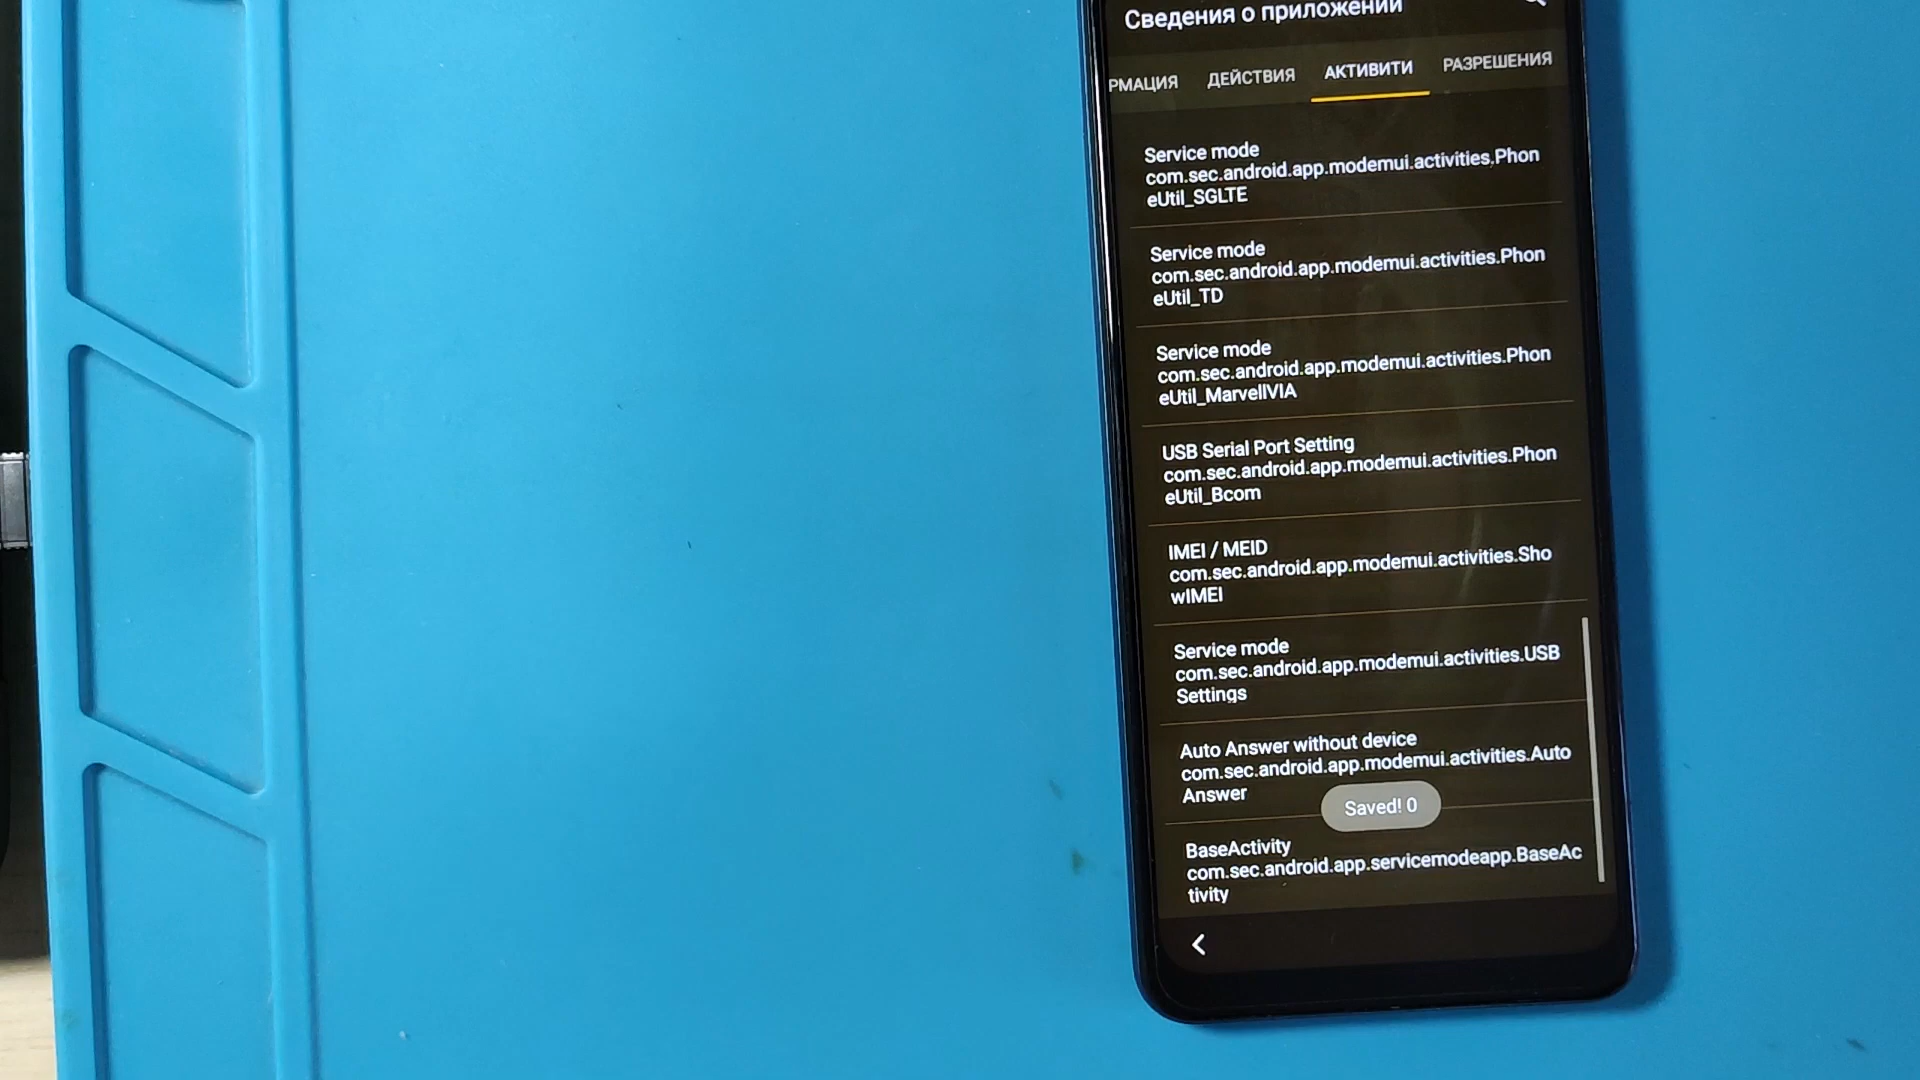 Сведения о приложении
РМАЦИЯ ДЕЙСТВИЯ АКТИВИТИ РАЗРЕШЕНИЯ
Service mode
com.sec.android.app.modemui.activities.Phon
eUtil_SGLTE
Service mode
com.sec.android.app.modemui.activities.Phon
eUtil_TD
Service mode
com.sec.android.app.modemui.activities.Phon
eUtil_MarvellVIA
USB Serial Port Setting
com.sec.android.app.modemui.activities.Phon
eUtil_Bcom
IMEI / MEID
com.sec.android.app.modemui.activities.Sho
wIMEI
Service mode
com.sec.android.app.modemui.activities.USB
Settings
Auto Answer without device
com.sec.android.app.modemui.activities.Auto
Answer
Saved! 0
BaseActivity
com.sec.android.app.servicemodeapp.BaseAc
tivity